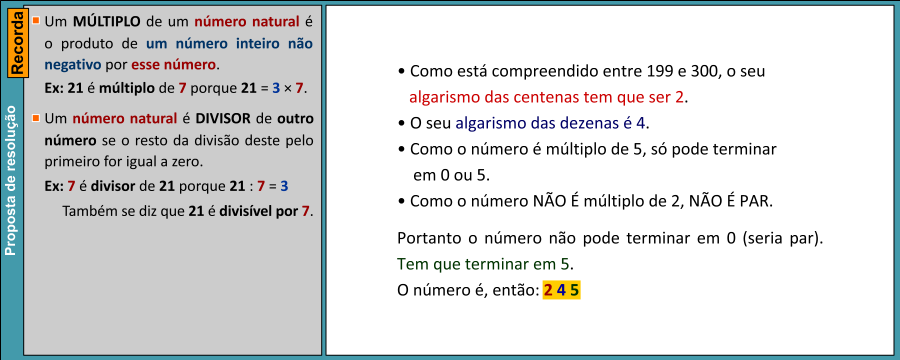 Recorda
Proposta de resolução
Um MÚLTIPLO de um número natural é
o produto de um número inteiro não
negativo por esse número.
Ex: 21 é múltiplo de 7 porque 21 = 3 × 7.
Um número natural é DIVISOR de outro
número se o resto da divisão deste pelo
primeiro for igual a zero.
Ex: 7 é divisor de 21 porque 21 : 7 = 3
Também se diz que 21 é divisível por 7.
• Como está compreendido entre 199 e 300, o seu
algarismo das centenas tem que ser 2.
• O seu algarismo das dezenas é 4.
• Como o número é múltiplo de 5, só pode terminar
em 0 ou 5.
• Como o número NÃO É múltiplo de 2, NÃO É PAR.
Portanto o número não pode terminar em 0 (seria par).
Tem que terminar em 5.
O número é, então: 2 4 5